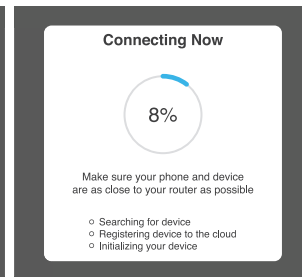 Connecting Now
8%
Make sure your phone and device
are as close to your router as possible
Searching for device
Registering device to the cloud
Initializing your device